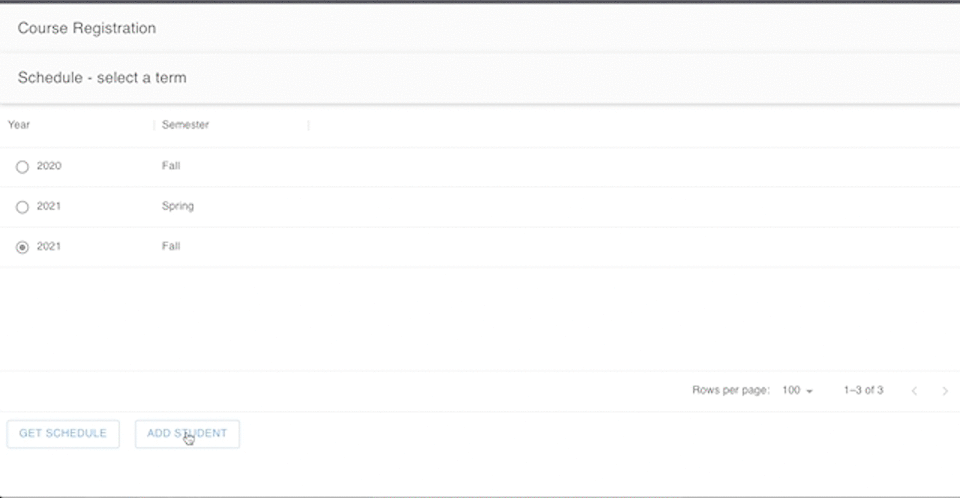 Course Registration
Schedule - select a term
Year Semester
2020 Fall
2021 Spring
2021 Fall
Rows per page: 100 1–3 of 3
GET SCHEDULE ADD STUDENT